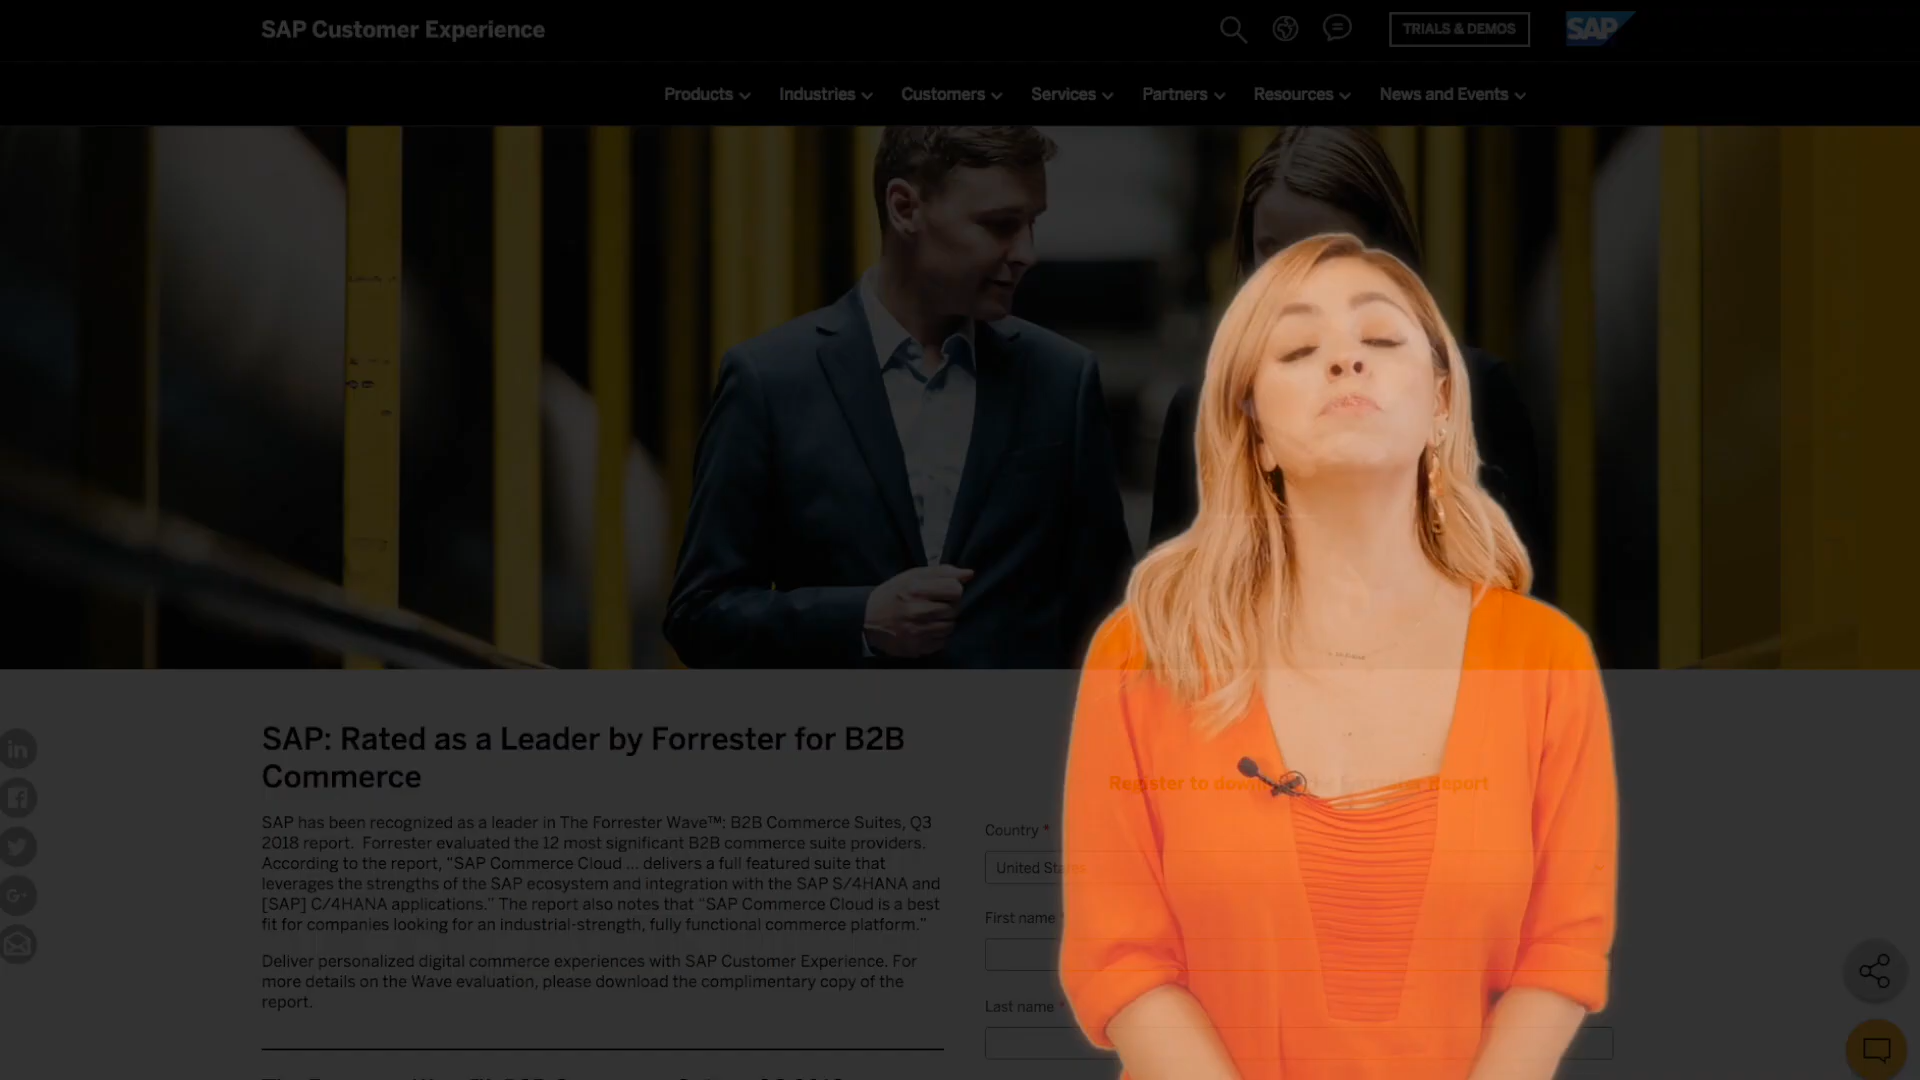 SAP Customer Experience
TRIALS & DEMOS
SAP
Products
Industries
Customers
Services
Partners
Resources
News and Events
SAP: Rated as a Leader by Forrester for B2B
Commerce
SAP has been recognized as a leader in The Forrester Wave™: B2B Commerce Suites, Q3
2018 report. Forrester evaluated the 12 most significant B2B commerce suite providers.
According to the report, "SAP Commerce Cloud ... delivers a full featured suite that
leverages the strengths of the SAP ecosystem and integration with the SAP S/4HANA and
[SAP] C/4HANA applications." The report also notes that "SAP Commerce Cloud is a best
fit for companies looking for an industrial-strength, fully functional commerce platform."
Deliver personalized digital commerce experiences with SAP Customer Experience. For
more details on the Wave evaluation, please download the complimentary copy of the
report.
Register to Report
Country *
United States
First name *
Last name *